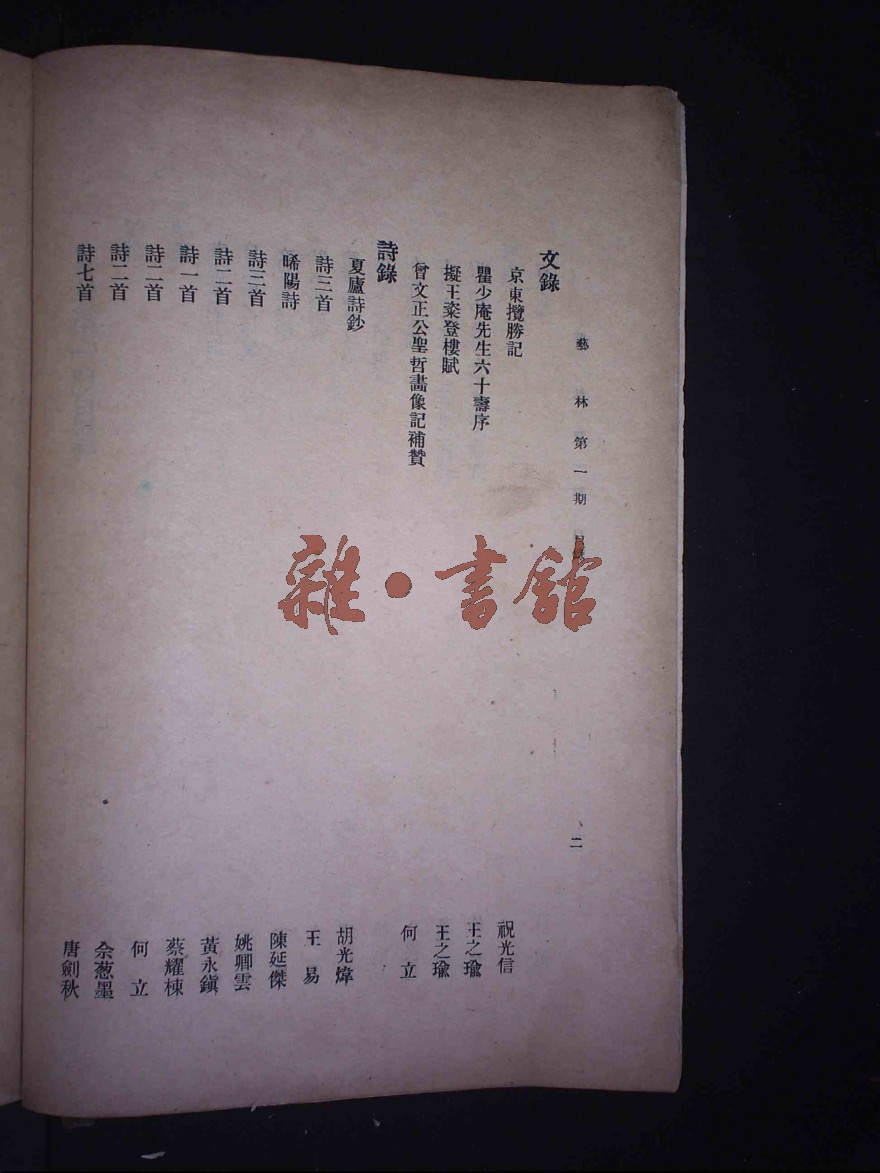 藝林第一期 目錄
二
文錄
京東攬勝記 祝光信
瞿少庵先生六十壽序 王之瑜
擬王粲登樓賦 王之瑜
曾文正公聖哲畫像記補贊 何立
詩錄
夏廬詩鈔 胡光煒
詩三首 王易
晞陽詩 陳延傑
詩三首 姚卿雲
詩二首 黃永鎮
詩一首 蔡耀棟
詩二首 何立
詩二首 佘蔥墨
詩七首 唐劍秋
雜·書館